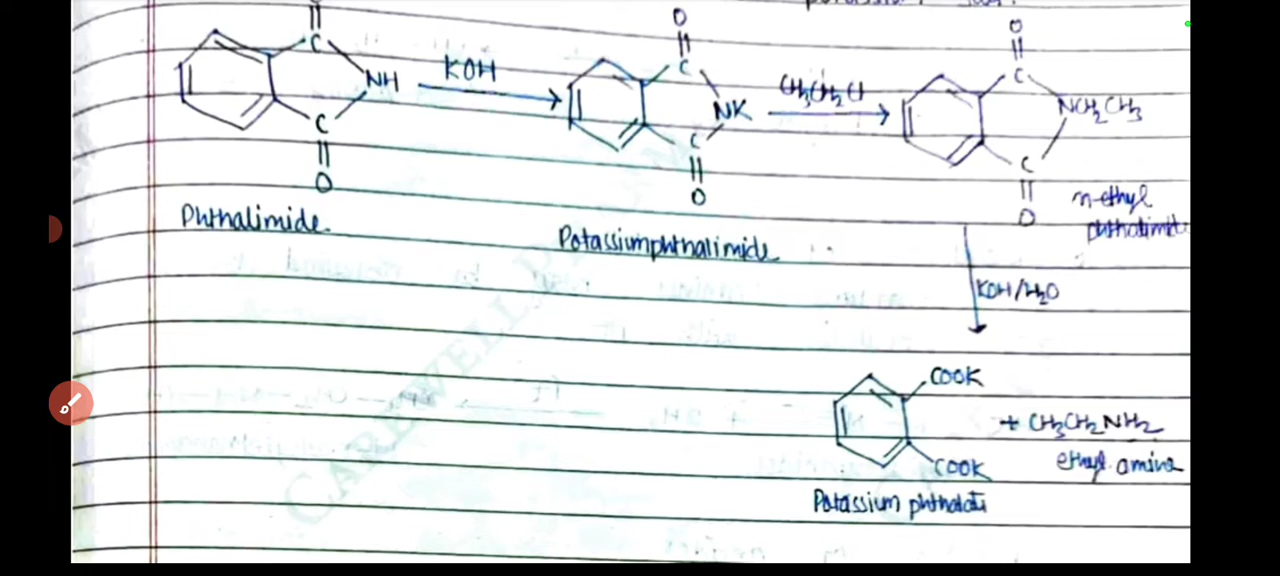 O O O
C C C
NH KOH NK CH3CH2Cl NCH2CH3
C C C
O O O
Phthalimide.
Potassiumphthalimide
n-ethyl
phthalimide
KOH/H2O
COOK
+ CH3CH2NH2
COOK
ethyl amine
Potassium phthalate